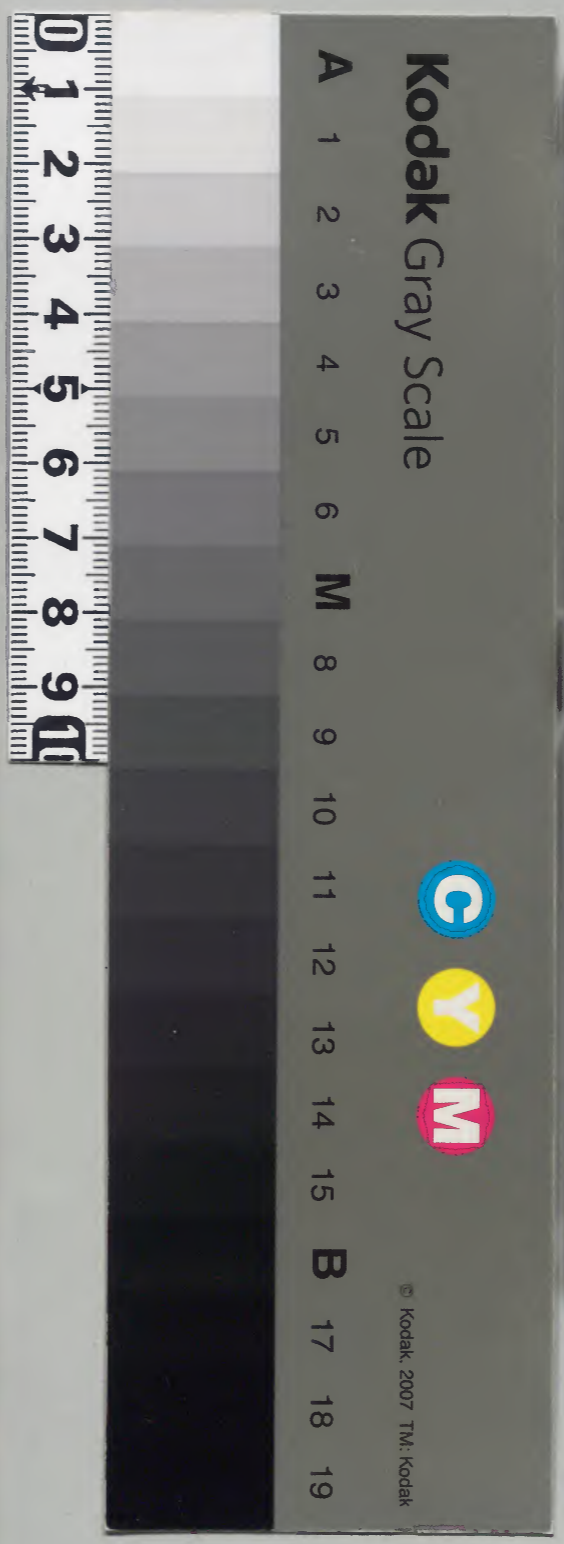 Kodak Gray Scale
C Y M
© Kodak, 2007 TM: Kodak
A 1 2 3 4 5 6 M 8 9 10 11 12 13 14 15 B 17 18 19
0 1 2 3 4 5 6 7 8 9 10